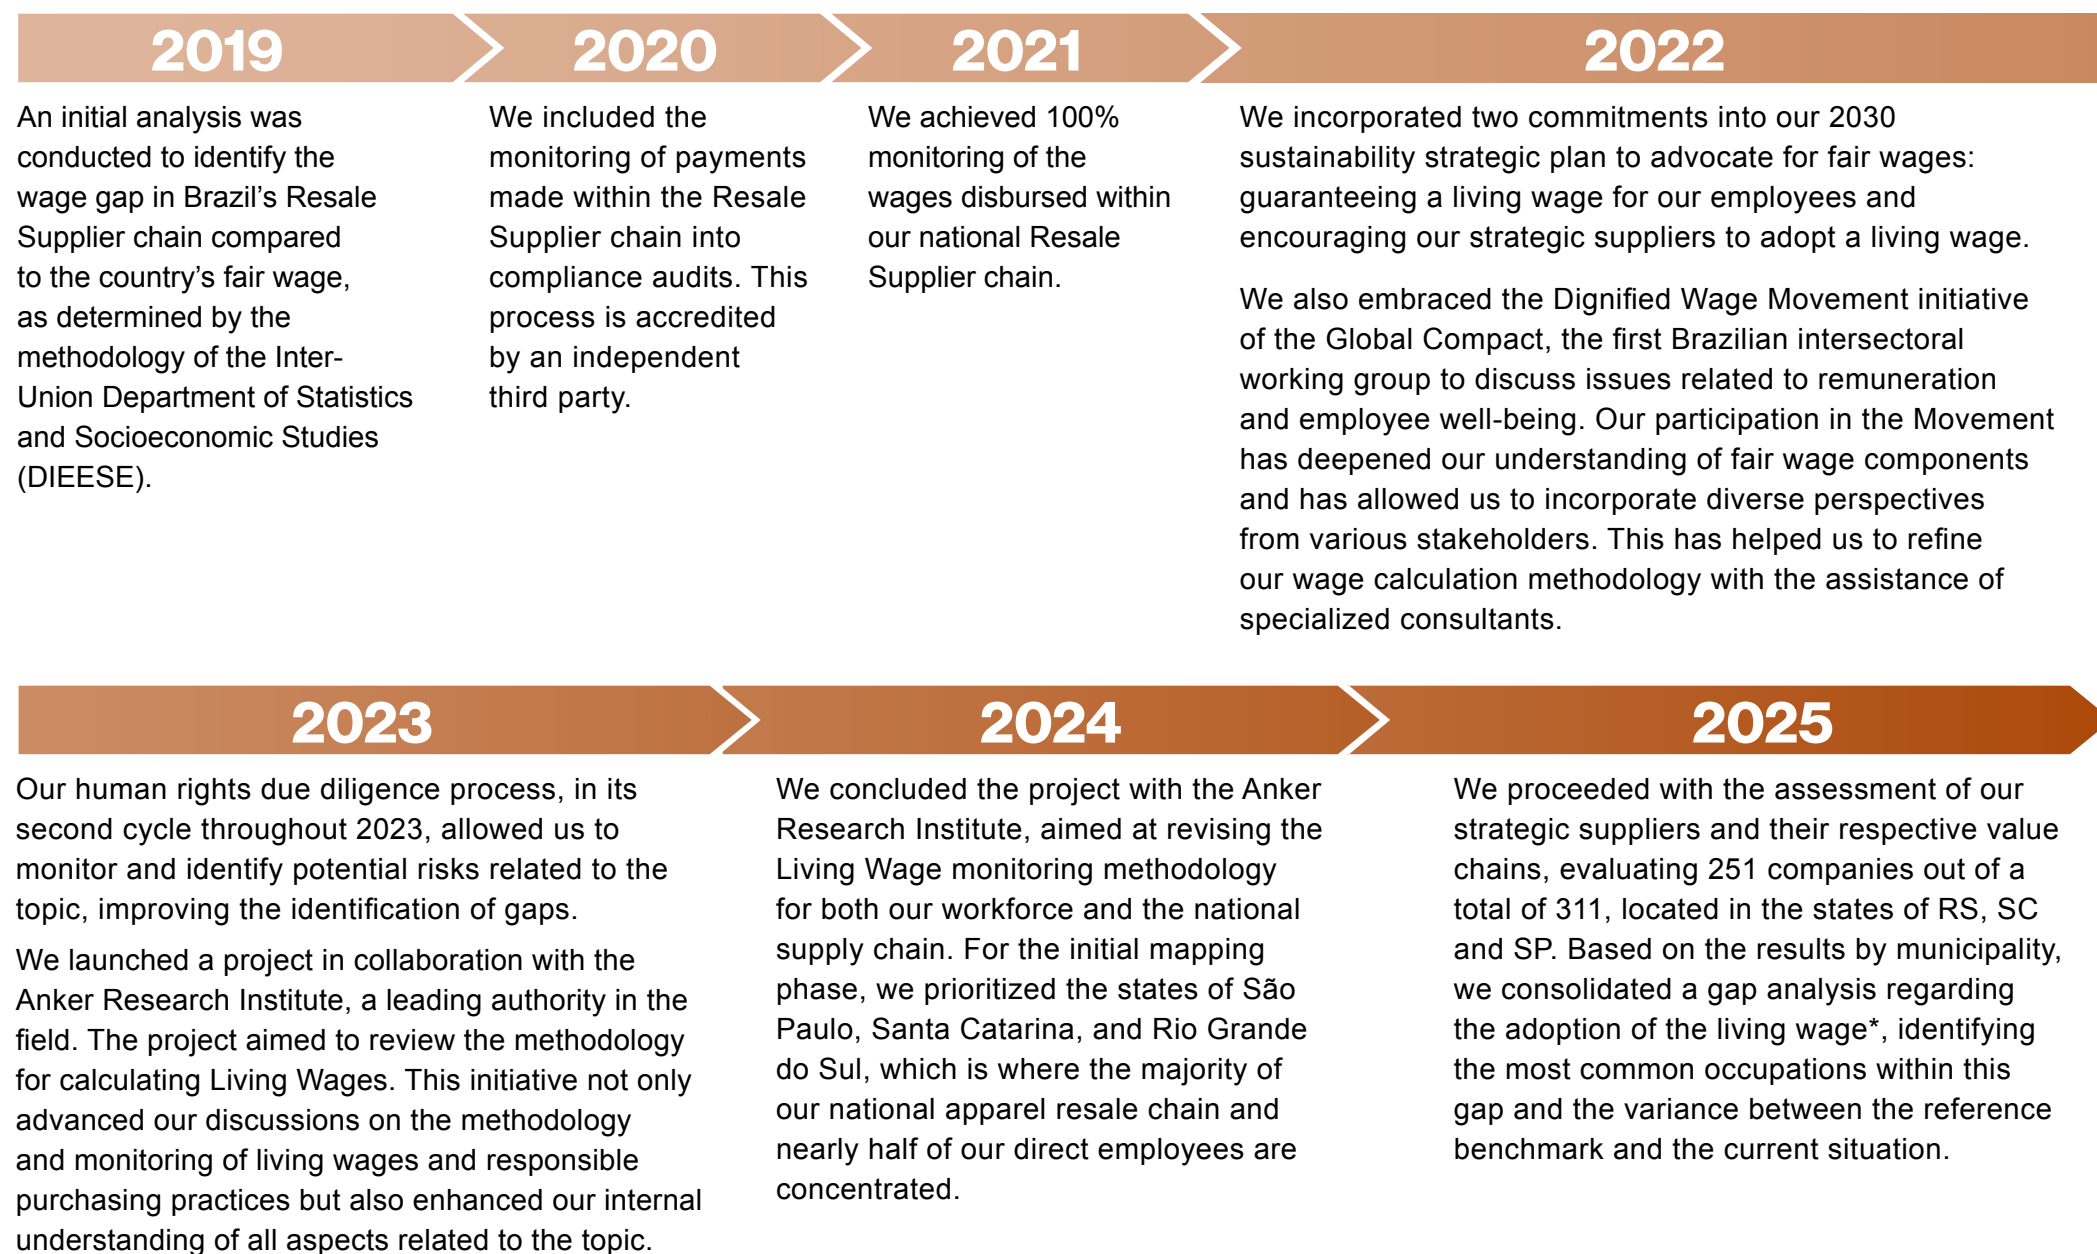 2019
An initial analysis was
conducted to identify the
wage gap in Brazil's Resale
Supplier chain compared
to the country's fair wage,
as determined by the
methodology of the Inter-
Union Department of Statistics
and Socioeconomic Studies
(DIEESE).
2020
We included the
monitoring of payments
made within the Resale
Supplier chain into
compliance audits. This
process is accredited
by an independent
third party.
2021
We achieved 100%
monitoring of the
wages disbursed within
our national Resale
Supplier chain.
2022
We incorporated two commitments into our 2030
sustainability strategic plan to advocate for fair wages:
guaranteeing a living wage for our employees and
encouraging our strategic suppliers to adopt a living wage.
We also embraced the Dignified Wage Movement initiative
of the Global Compact, the first Brazilian intersectoral
working group to discuss issues related to remuneration
and employee well-being. Our participation in the Movement
has deepened our understanding of fair wage components
and has allowed us to incorporate diverse perspectives
from various stakeholders. This has helped us to refine
our wage calculation methodology with the assistance of
specialized consultants.
2023
Our human rights due diligence process, in its
second cycle throughout 2023, allowed us to
monitor and identify potential risks related to the
topic, improving the identification of gaps.
We launched a project in collaboration with the
Anker Research Institute, a leading authority in the
field. The project aimed to review the methodology
for calculating Living Wages. This initiative not only
advanced our discussions on the methodology
and monitoring of living wages and responsible
purchasing practices but also enhanced our internal
understanding of all aspects related to the topic.
2024
We concluded the project with the Anker
Research Institute, aimed at revising the
Living Wage monitoring methodology
for both our workforce and the national
supply chain. For the initial mapping
phase, we prioritized the states of São
Paulo, Santa Catarina, and Rio Grande
do Sul, which is where the majority of
our national apparel resale chain and
nearly half of our direct employees are
concentrated.
2025
We proceeded with the assessment of our
strategic suppliers and their respective value
chains, evaluating 251 companies out of a
total of 311, located in the states of RS, SC
and SP. Based on the results by municipality,
we consolidated a gap analysis regarding
the adoption of the living wage*, identifying
the most common occupations within this
gap and the variance between the reference
benchmark and the current situation.